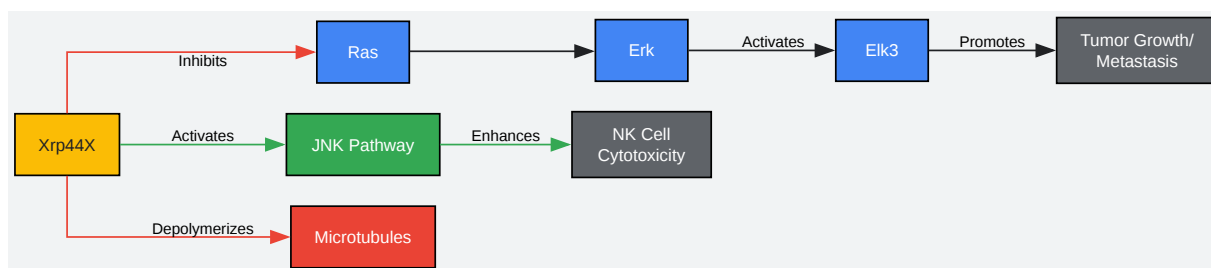 Ras
Inhibits
Erk
Activates
Elk3
Promotes
Tumor Growth/
Metastasis
Xrp44X
Activates
JNK Pathway
Enhances
NK Cell
Cytotoxicity
Depolymerizes
Microtubules